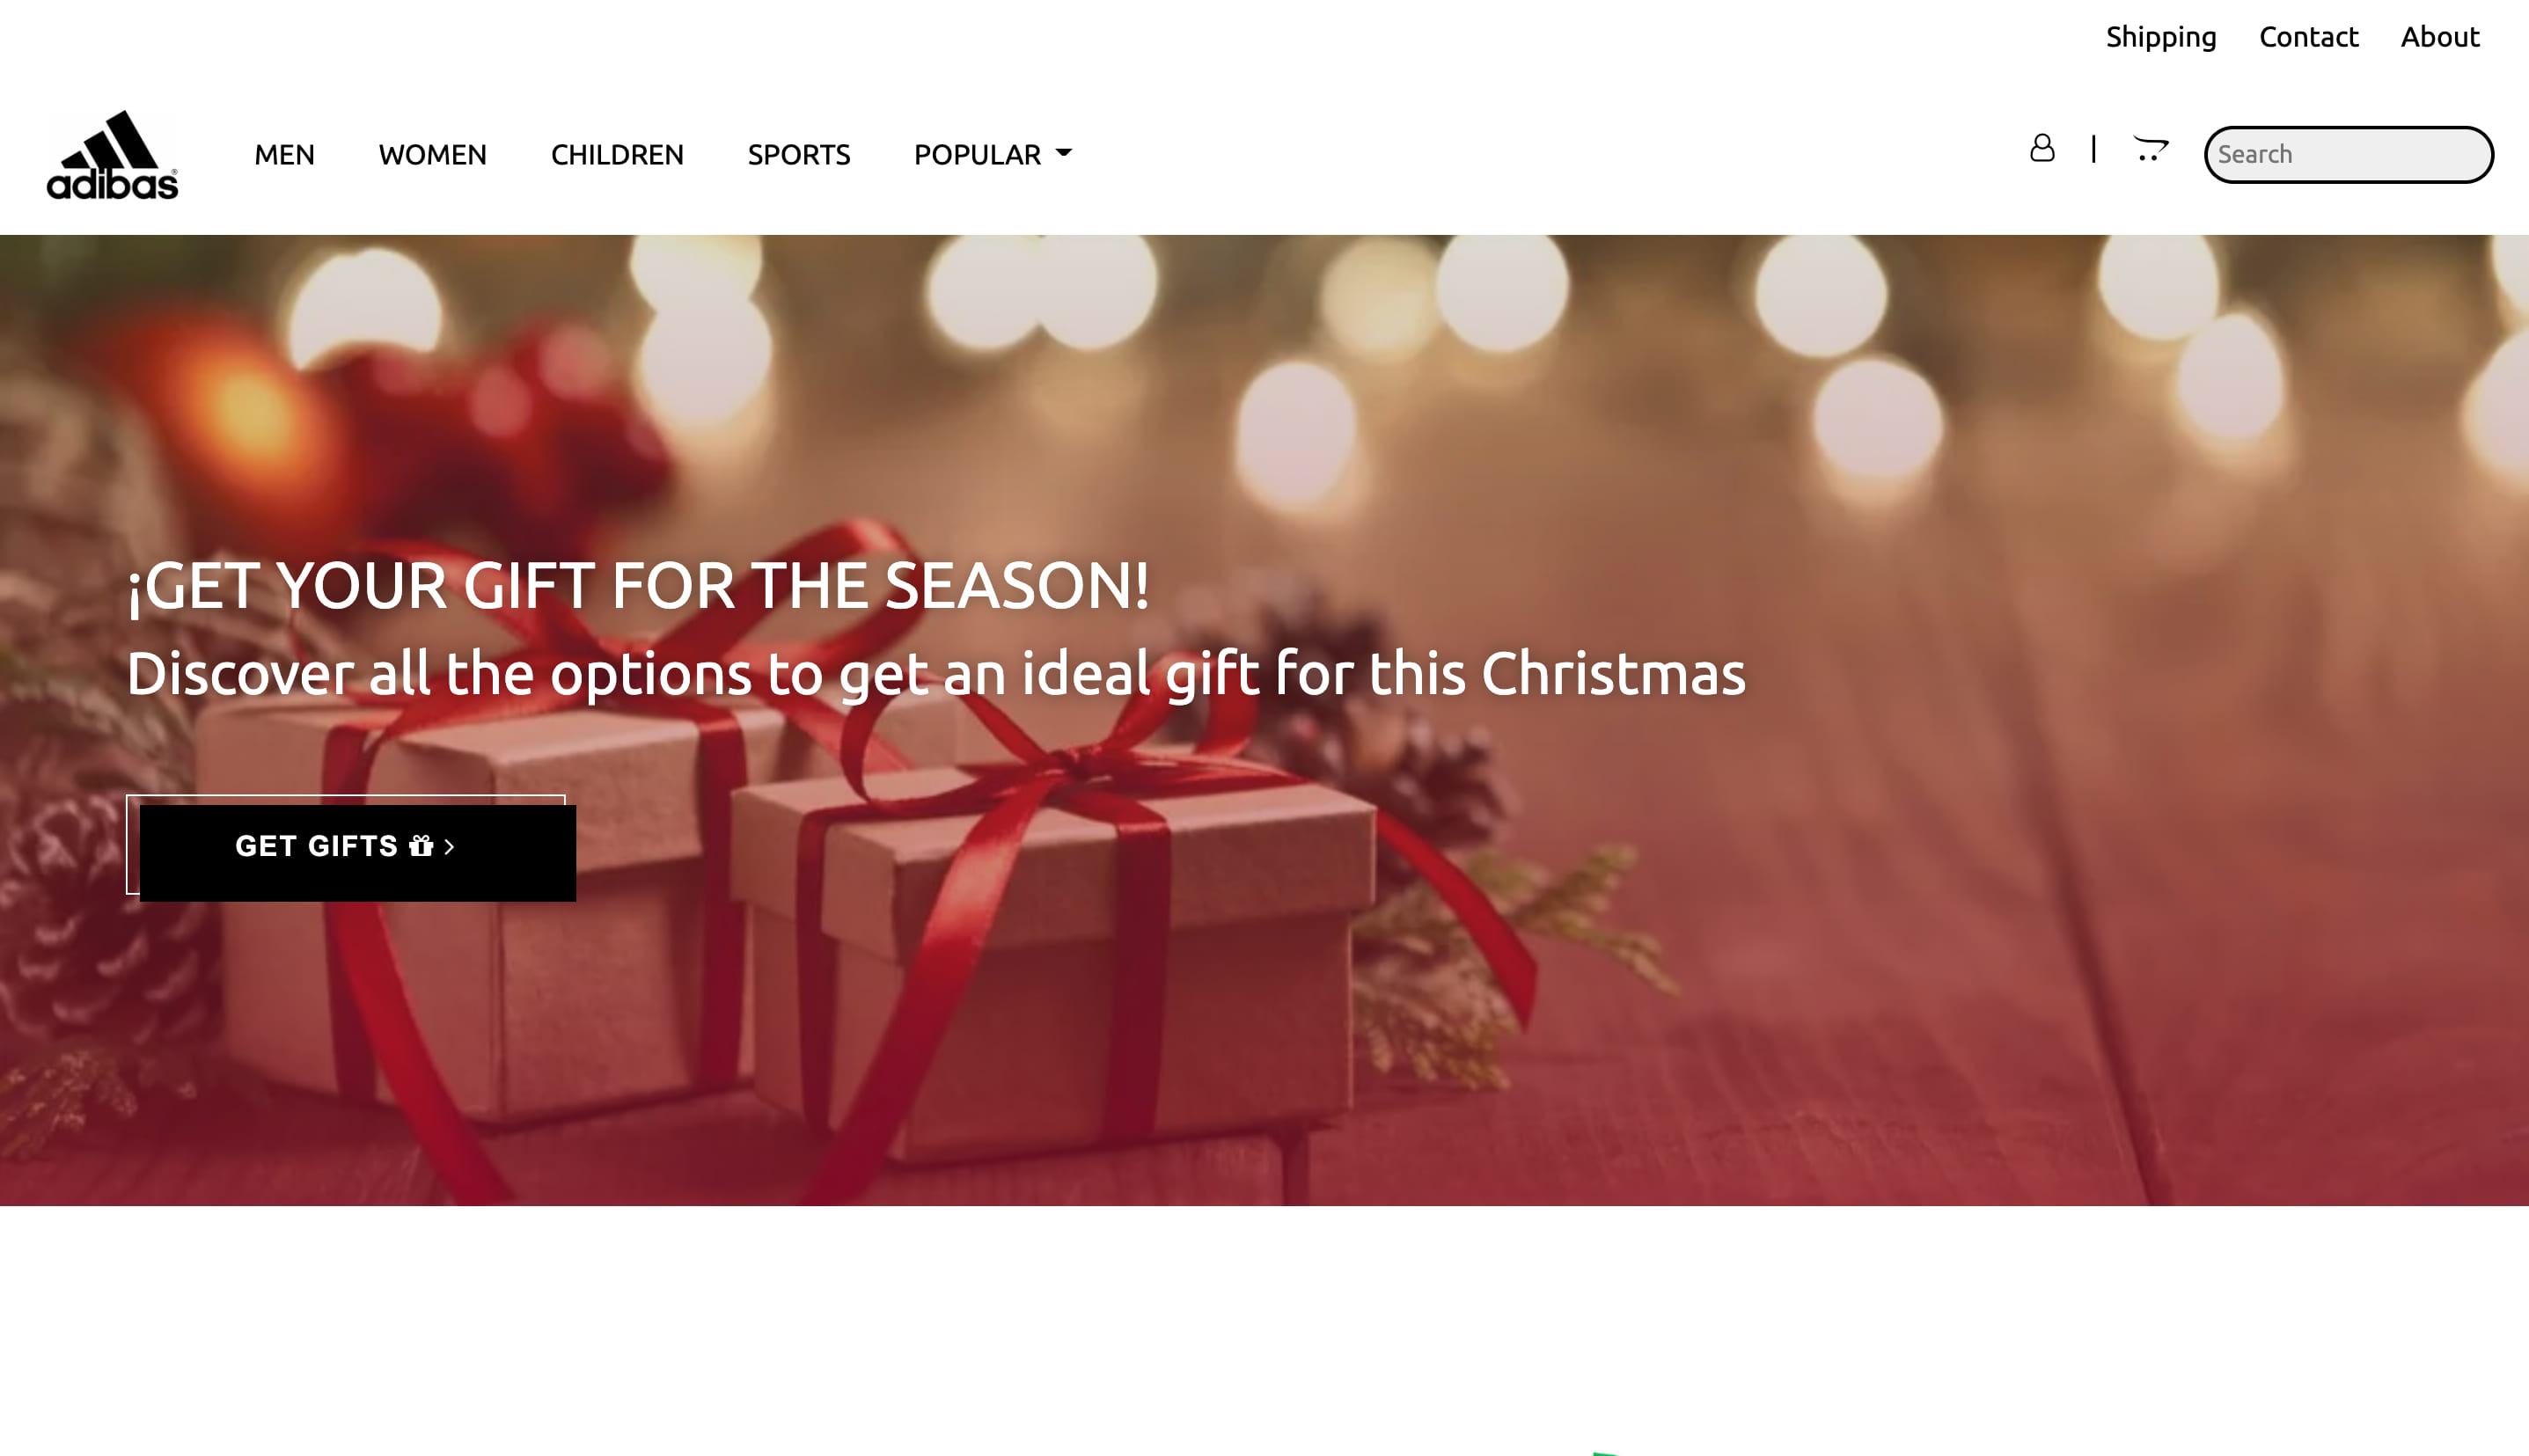 Shipping Contact About
adibas®
MEN WOMEN CHILDREN SPORTS POPULAR
Search
¡GET YOUR GIFT FOR THE SEASON!
Discover all the options to get an ideal gift for this Christmas
GET GIFTS